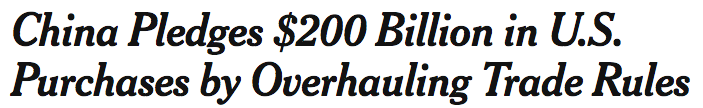 China Pledges $200 Billion in U.S.
Purchases by Overhauling Trade Rules